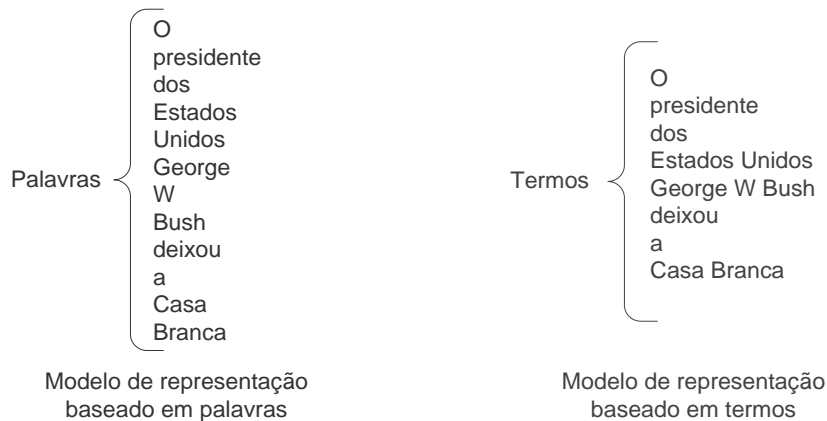 Palavras
O
presidente
dos
Estados
Unidos
George
W
Bush
deixou
a
Casa
Branca
Modelo de representação
baseado em palavras
Termos
O
presidente
dos
Estados Unidos
George W Bush
deixou
a
Casa Branca
Modelo de representação
baseado em termos